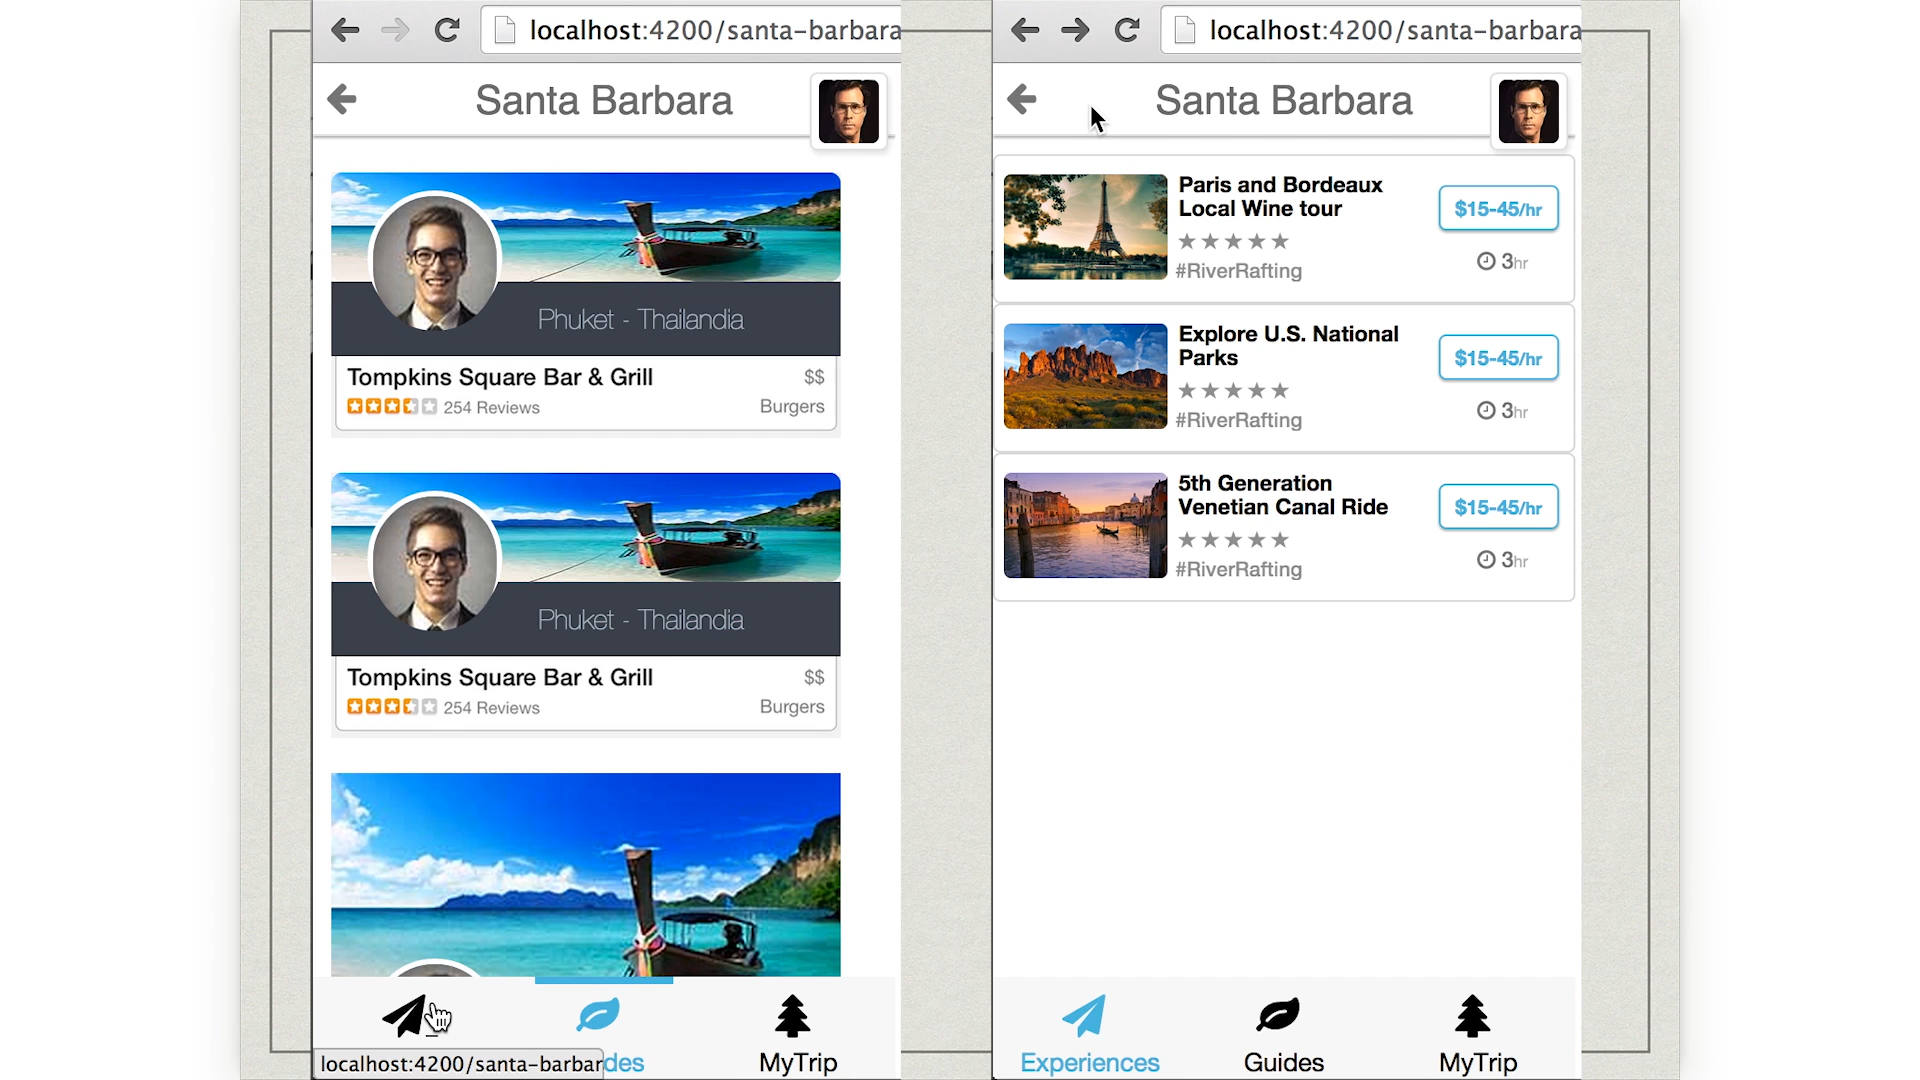 localhost:4200/santa-barbara
Santa Barbara
Phuket - Thailandia
Tompkins Square Bar & Grill
$$
254 Reviews
Burgers
Phuket - Thailandia
Tompkins Square Bar & Grill
$$
254 Reviews
Burgers
des
MyTrip
localhost:4200/santa-barbar
localhost:4200/santa-barbara
Santa Barbara
Paris and Bordeaux
Local Wine tour
$15-45/hr
#RiverRafting
3hr
Explore U.S. National
Parks
$15-45/hr
#RiverRafting
3hr
5th Generation
Venetian Canal Ride
$15-45/hr
#RiverRafting
3hr
Experiences
Guides
MyTrip